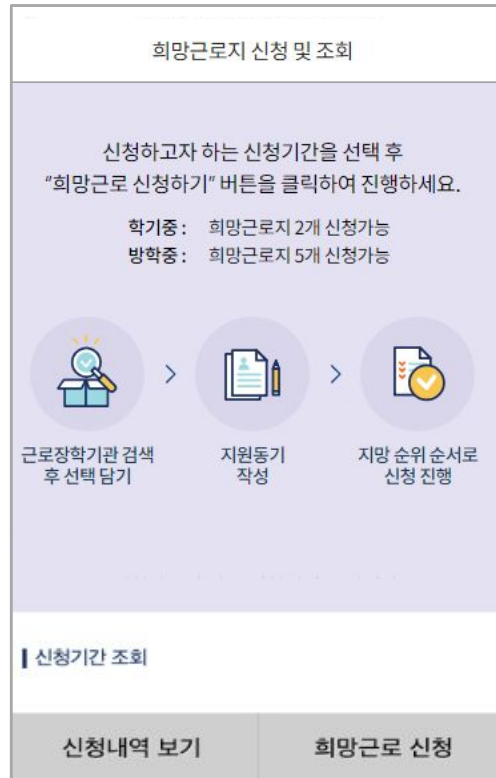 희망근로지 신청 및 조회
신청하고자 하는 신청기간을 선택 후
"희망근로 신청하기" 버튼을 클릭하여 진행하세요.
학기중 : 희망근로지 2개 신청가능
방학중 : 희망근로지 5개 신청가능
근로장학기관 검색
후 선택 담기
지원동기
작성
지망 순위 순서로
신청 진행
신청기간 조회
신청내역 보기
희망근로 신청